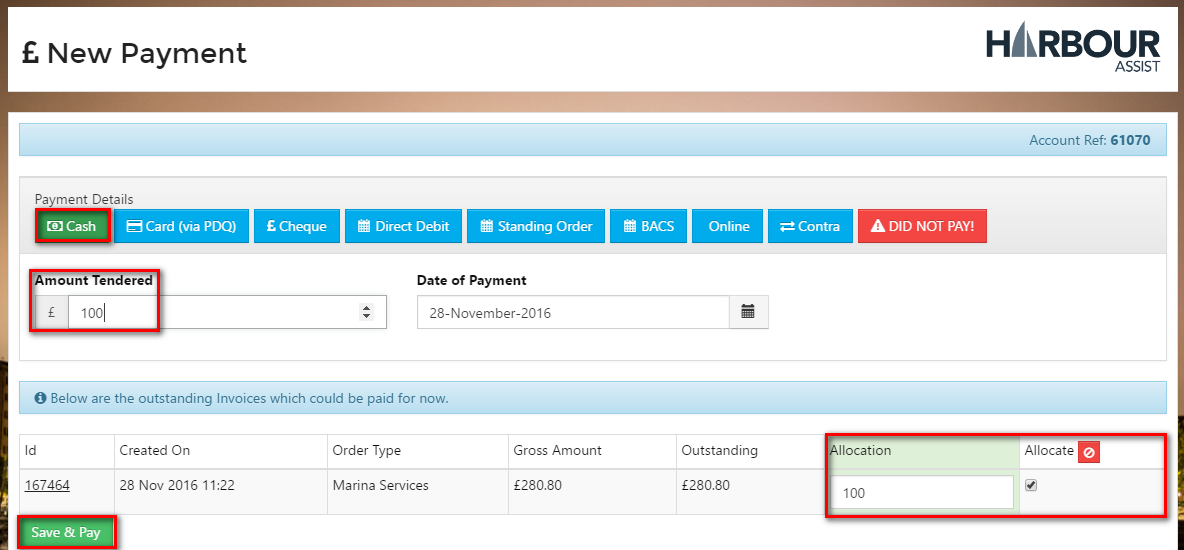 £ New Payment
HARBOUR
ASSIST
Account Ref: 61070
Payment Details
Cash Card (via PDQ) £ Cheque Direct Debit Standing Order BACS Online Contra DID NOT PAY!
Amount Tendered Date of Payment
£ 100 28-November-2016
Below are the outstanding Invoices which could be paid for now.
Id Created On Order Type Gross Amount Outstanding Allocation Allocate
167464 28 Nov 2016 11:22 Marina Services £280.80 £280.80 100
Save & Pay